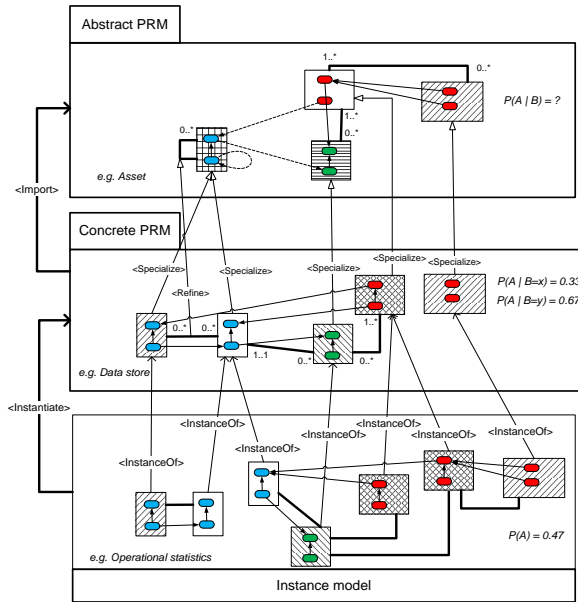 Abstract PRM
1..*
0..*
P(A | B) = ?
1..*
0..*
0..*
e.g. Asset
<Import>
Concrete PRM
<Specialize>
<Specialize>
<Specialize>
<Specialize>
<Specialize>
<Refine>
P(A | B=x) = 0.33
P(A | B=y) = 0.67
0..*
0..*
1..*
1..1
0..*
0..*
e.g. Data store
<Instantiate>
<InstanceOf>
<InstanceOf>
<InstanceOf>
<InstanceOf>
<InstanceOf>
<InstanceOf>
<InstanceOf>
P(A) = 0.47
e.g. Operational statistics
Instance model